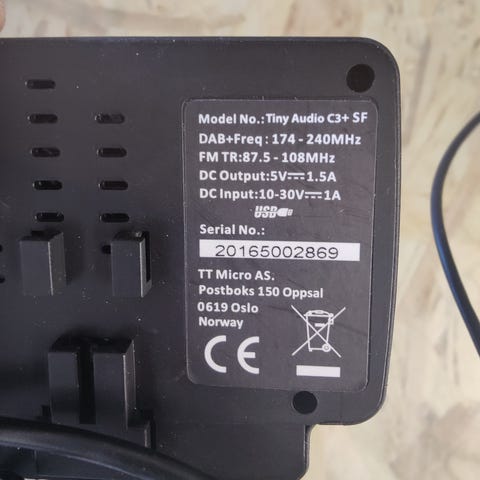 Model No.:Tiny Audio C3+ SF
DAB+Freq : 174 - 240MHz
FM TR:87.5 - 108MHz
DC Output:5V⎓1.5A
DC Input:10-30V⎓1A
USB
Serial No.:
20165002869
TT Micro AS.
Postboks 150 Oppsal
0619 Oslo
Norway
CE